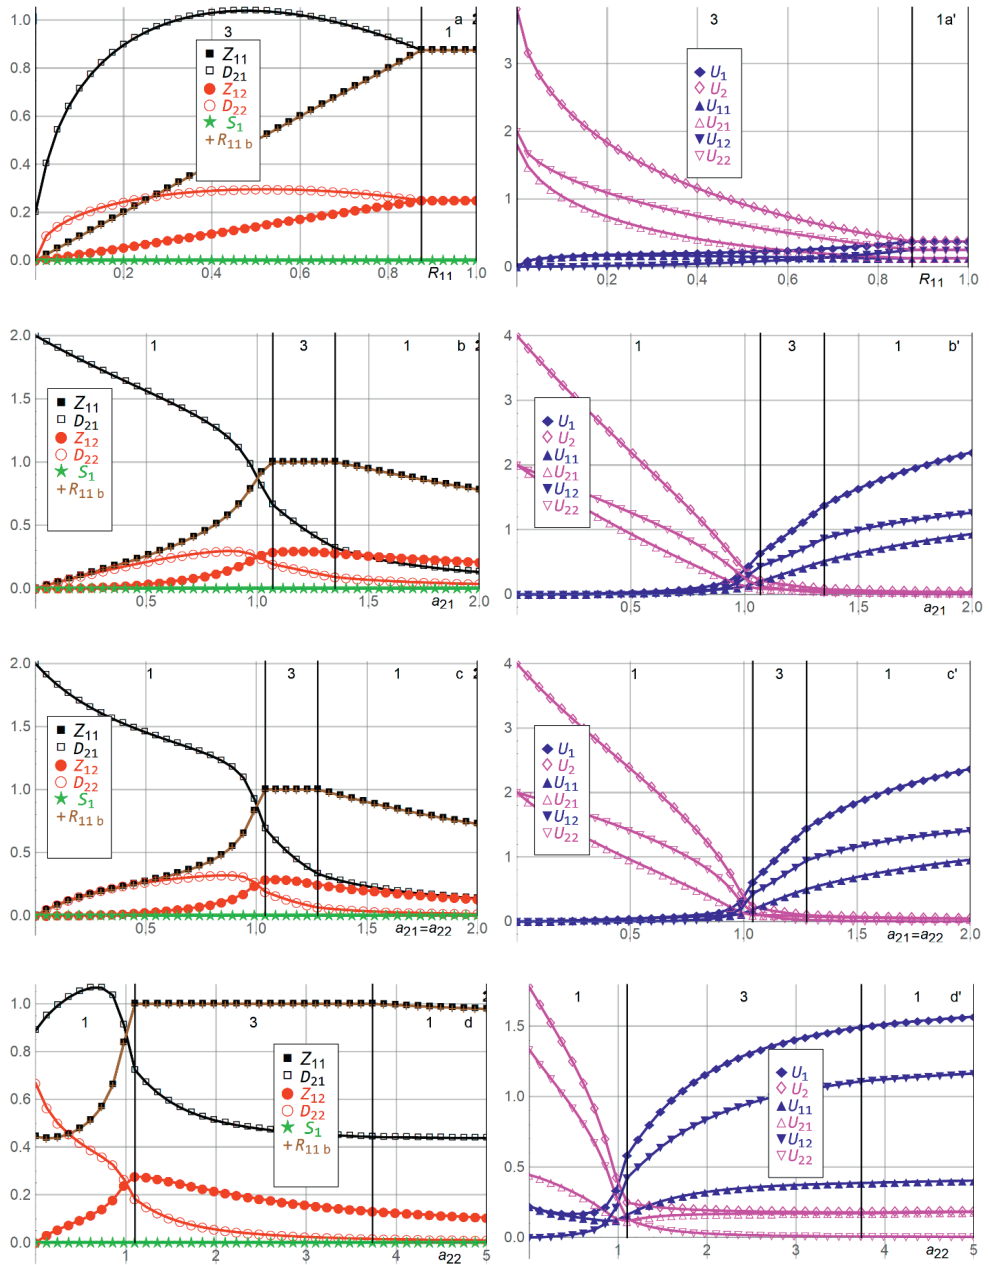 3 a 2
1
1.0
0.8
0.6
0.4
0.2
0.0
Z11
D21
Z12
D22
S1
+R11 b
0.2 0.4 0.6 0.8 1.0
R11
3 1a'
3
2
1
0
U1
U2
U11
U21
U12
U22
0.2 0.4 0.6 0.8 1.0
R11
1 3 1 b 2
2.0
1.5
1.0
0.5
0.0
Z11
D21
Z12
D22
S1
+R11 b
0.5 1.0 1.5 2.0
a21
1 3 1 b'
4
3
2
1
0
U1
U2
U11
U21
U12
U22
0.5 1.0 1.5 2.0
a21
1 3 1 c 2
2.0
1.5
1.0
0.5
0.0
Z11
D21
Z12
D22
S1
+R11 b
0.5 1.0 1.5 2.0
a21=a22
1 3 1 c'
4
3
2
1
0
U1
U2
U11
U21
U12
U22
0.5 1.0 1.5 2.0
a21=a22
1 3 1 d
1.0
0.8
0.6
0.4
0.2
0.0
Z11
D21
Z12
D22
S1
+R11 b
1 2 3 4 5
a22
1 3 1 d'
1.5
1.0
0.5
0.0
U1
U2
U11
U21
U12
U22
1 2 3 4 5
a22